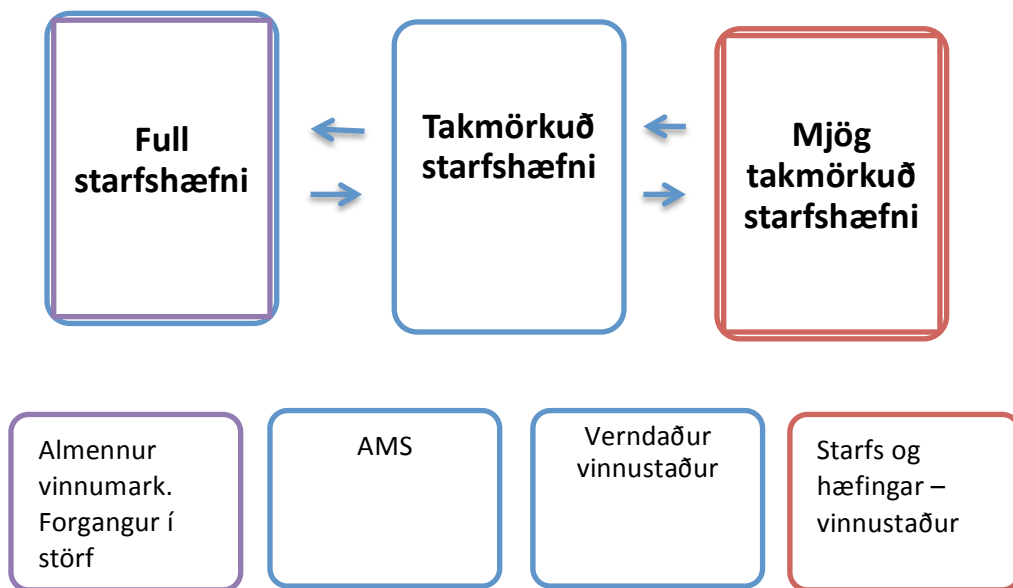 Full
starfshæfni
Takmörkuð
starfshæfni
Mjög
takmörkuð
starfshæfni
Almennur
vinnumark.
Forgangur í
störf
AMS
Verndaður
vinnustaður
Starfs og
hæfingar –
vinnustaður